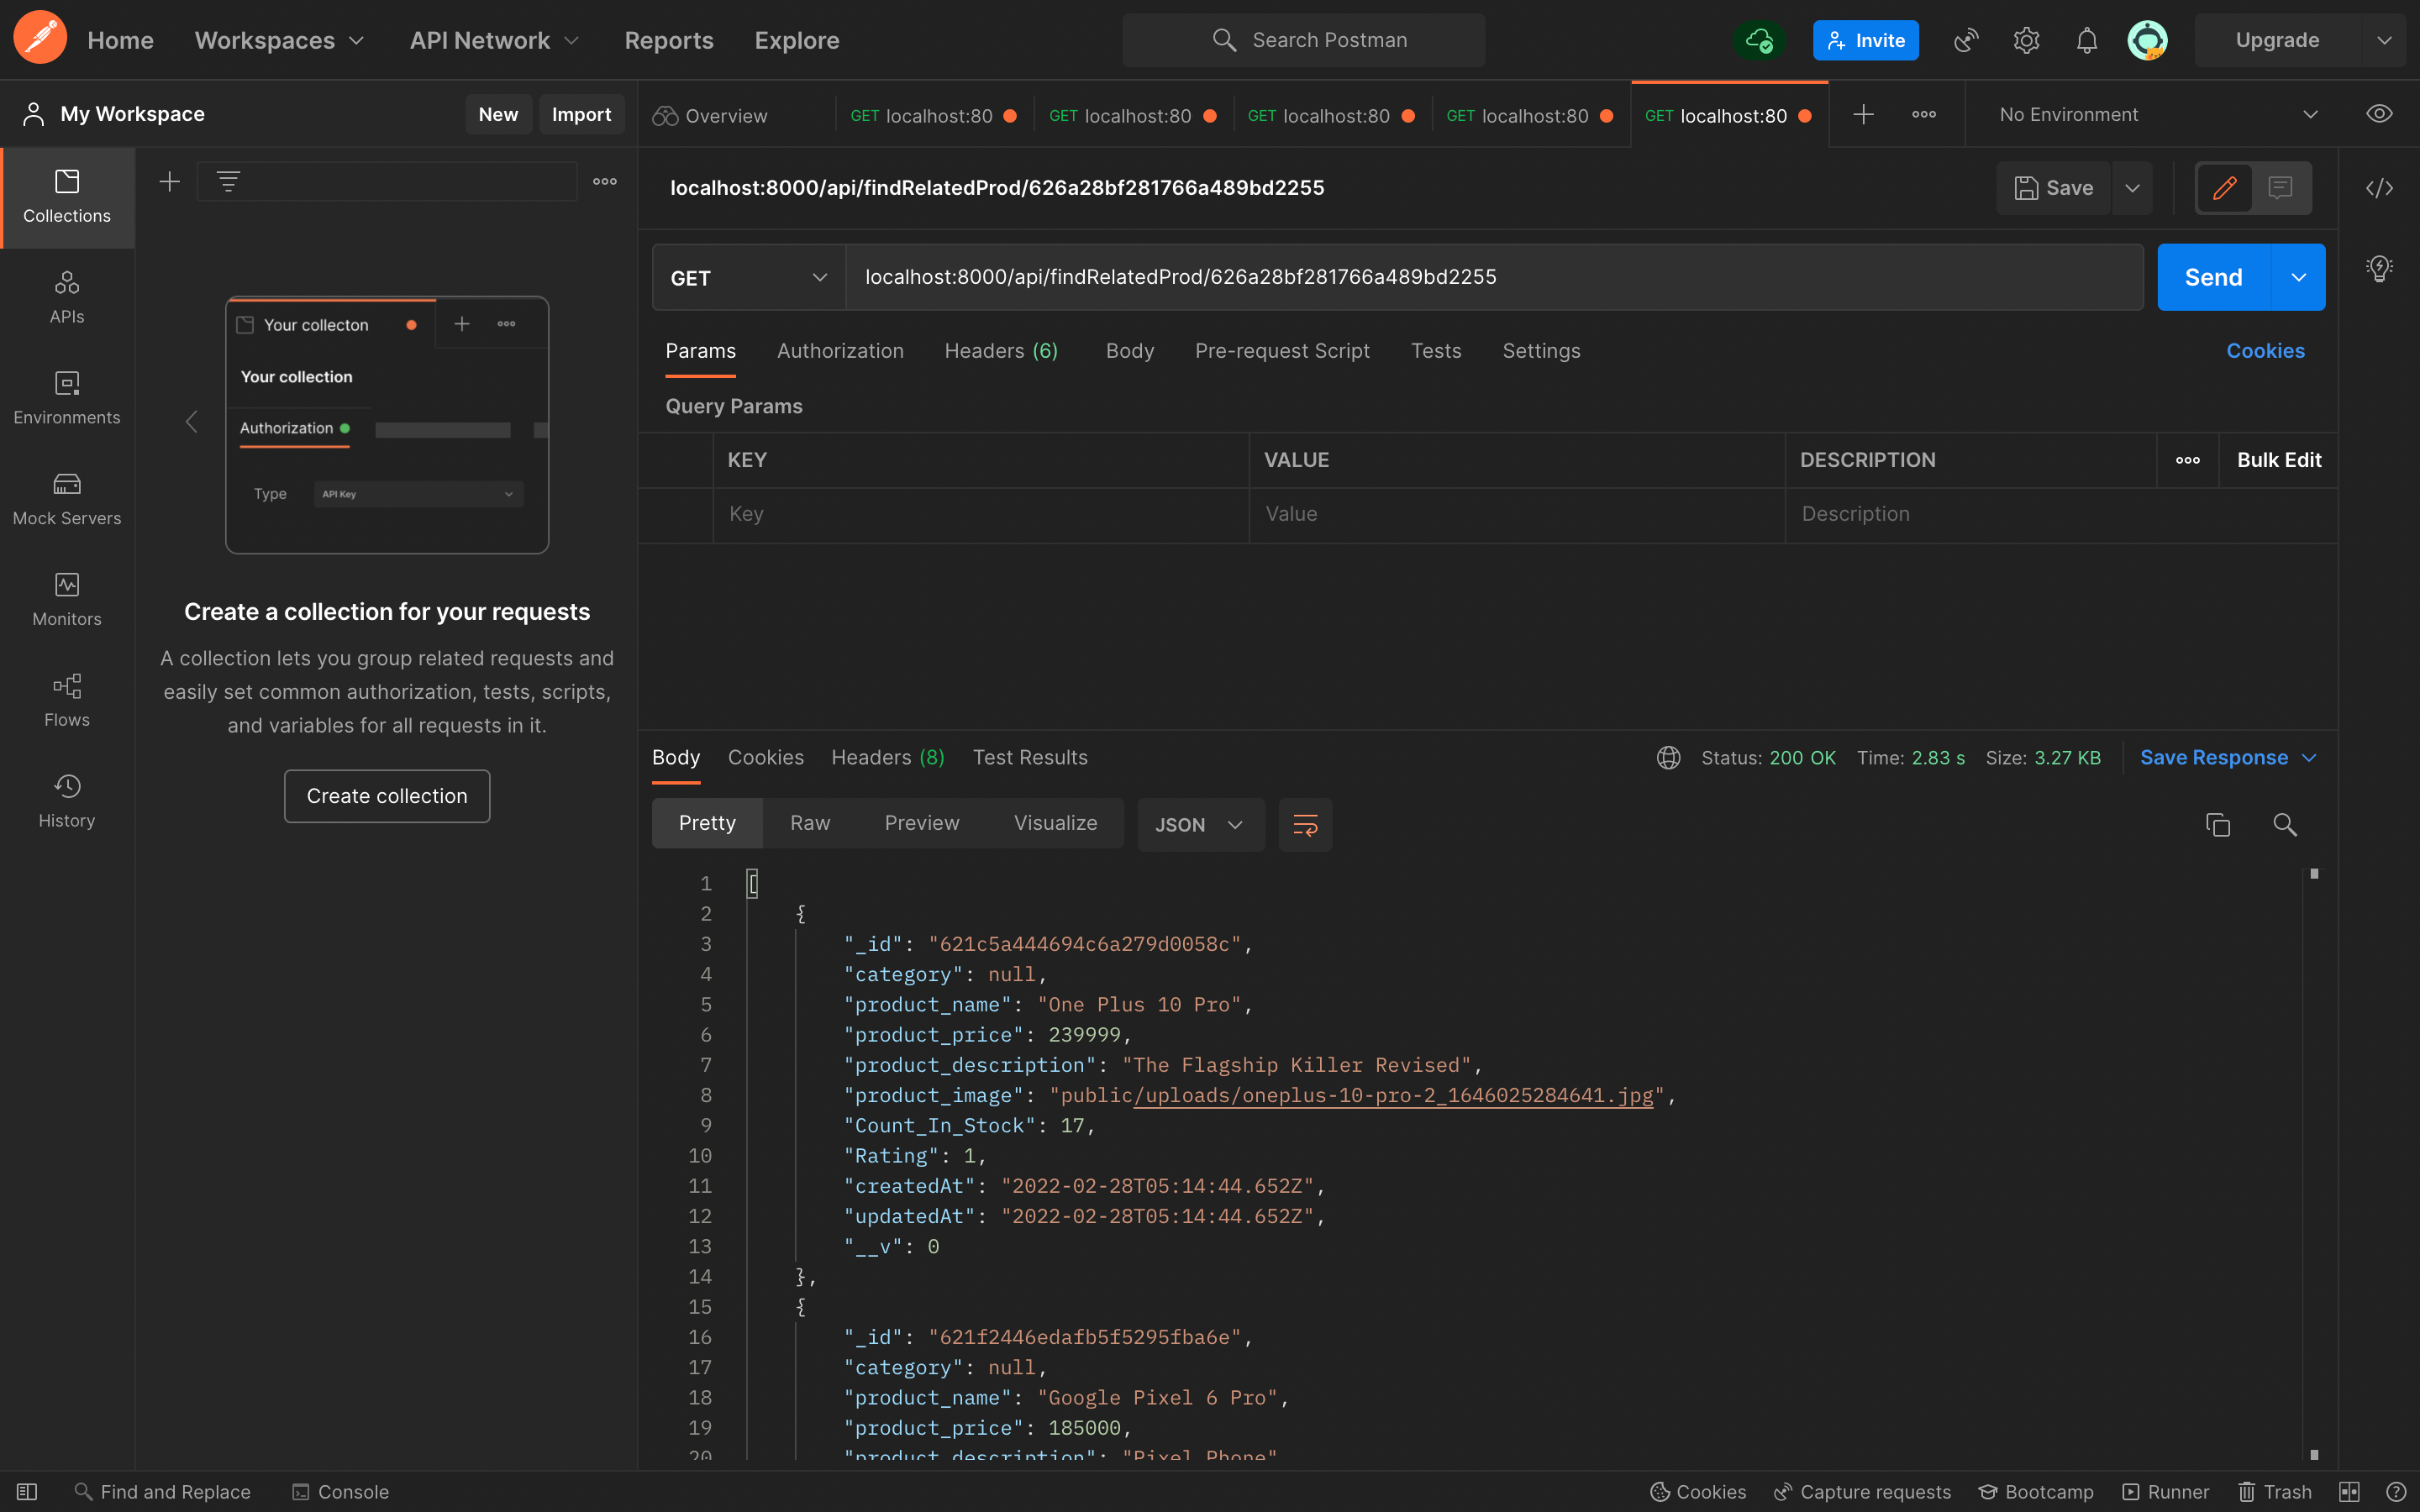 Home Workspaces API Network Reports Explore Search Postman Invite Upgrade
My Workspace New Import Overview GET localhost:80 GET localhost:80 GET localhost:80 GET localhost:80 GET localhost:80 No Environment
Collections
APIs
Environments
Mock Servers
Monitors
Flows
History
Your collecton
Your collection
Authorization
Type API Key
Create a collection for your requests
A collection lets you group related requests and
easily set common authorization, tests, scripts,
and variables for all requests in it.
Create collection
localhost:8000/api/findRelatedProd/626a28bf281766a489bd2255 Save
GET localhost:8000/api/findRelatedProd/626a28bf281766a489bd2255 Send
Params Authorization Headers (6) Body Pre-request Script Tests Settings Cookies
Query Params
KEY VALUE DESCRIPTION Bulk Edit
Key Value Description
Body Cookies Headers (8) Test Results Status: 200 OK Time: 2.83 s Size: 3.27 KB Save Response
Pretty Raw Preview Visualize JSON
1 [
2 {
3 "_id": "621c5a444694c6a279d0058c",
4 "category": null,
5 "product_name": "One Plus 10 Pro",
6 "product_price": 239999,
7 "product_description": "The Flagship Killer Revised",
8 "product_image": "public/uploads/oneplus-10-pro-2_1646025284641.jpg",
9 "Count_In_Stock": 17,
10 "Rating": 1,
11 "createdAt": "2022-02-28T05:14:44.652Z",
12 "updatedAt": "2022-02-28T05:14:44.652Z",
13 "__v": 0
14 },
15 {
16 "_id": "621f2446edafb5f5295fba6e",
17 "category": null,
18 "product_name": "Google Pixel 6 Pro",
19 "product_price": 185000,
20 "product_description": "Pixel Phone"
Find and Replace Console Cookies Capture requests Bootcamp Runner Trash